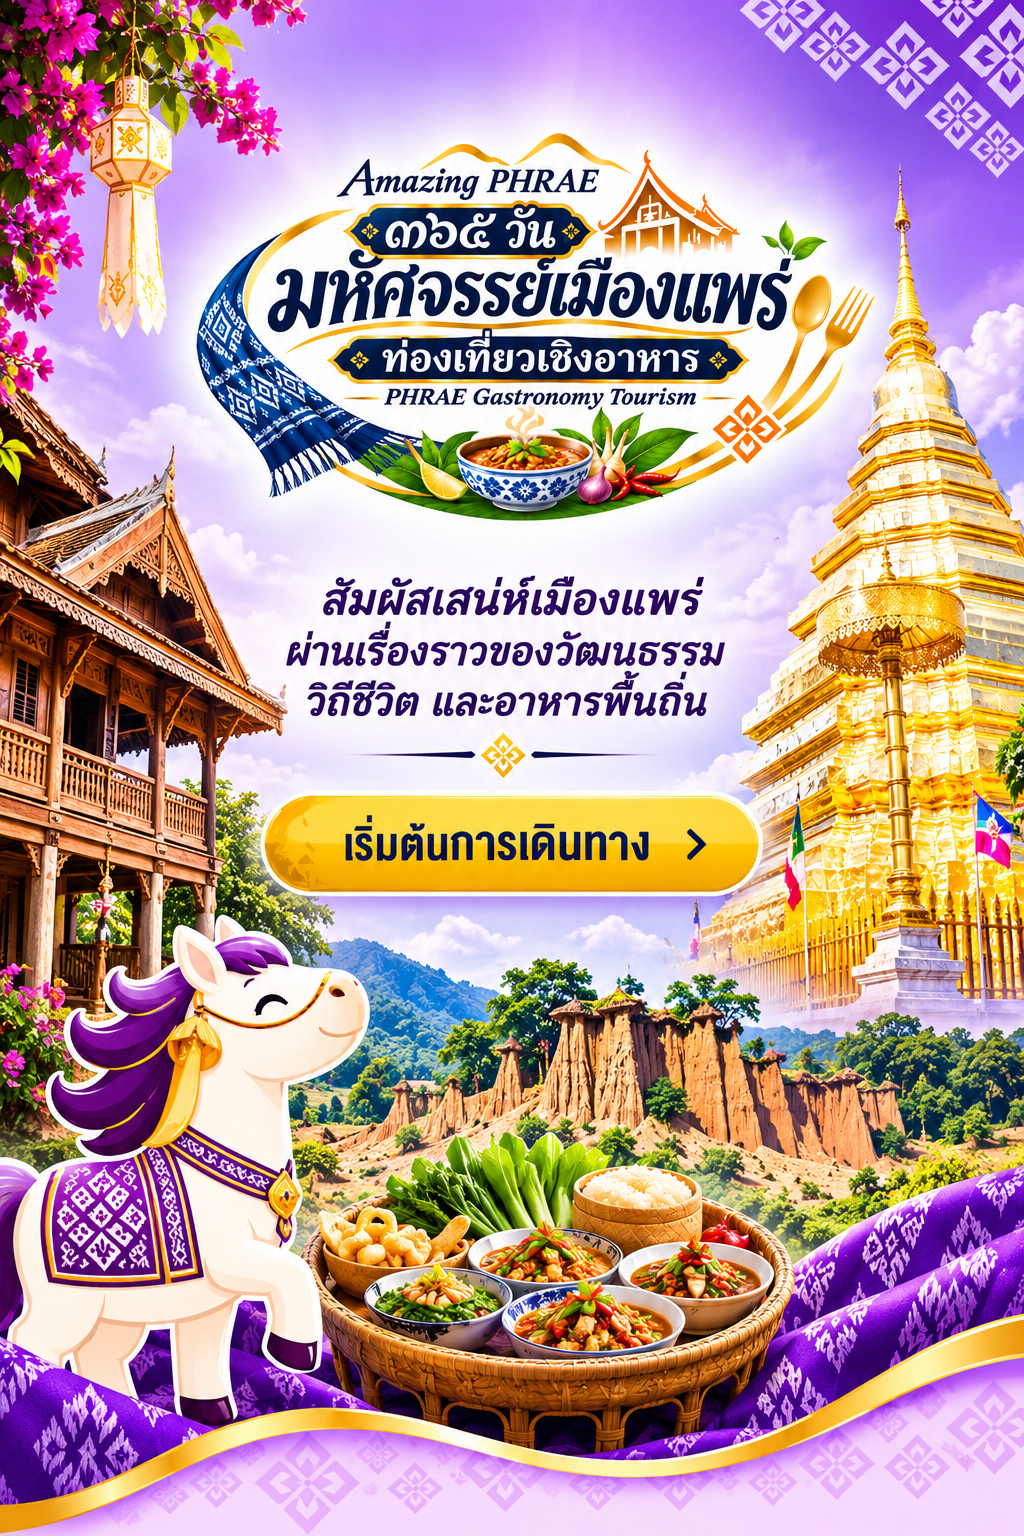 Amazing PHRAE
๓๖๕ วัน
มหัศจรรย์เมืองแพร่
ท่องเที่ยวเชิงอาหาร
PHRAE Gastronomy Tourism
สัมผัสเสน่ห์เมืองแพร่
ผ่านเรื่องราวของวัฒนธรรม
วิถีชีวิต และอาหารพื้นถิ่น
เริ่มต้นการเดินทาง